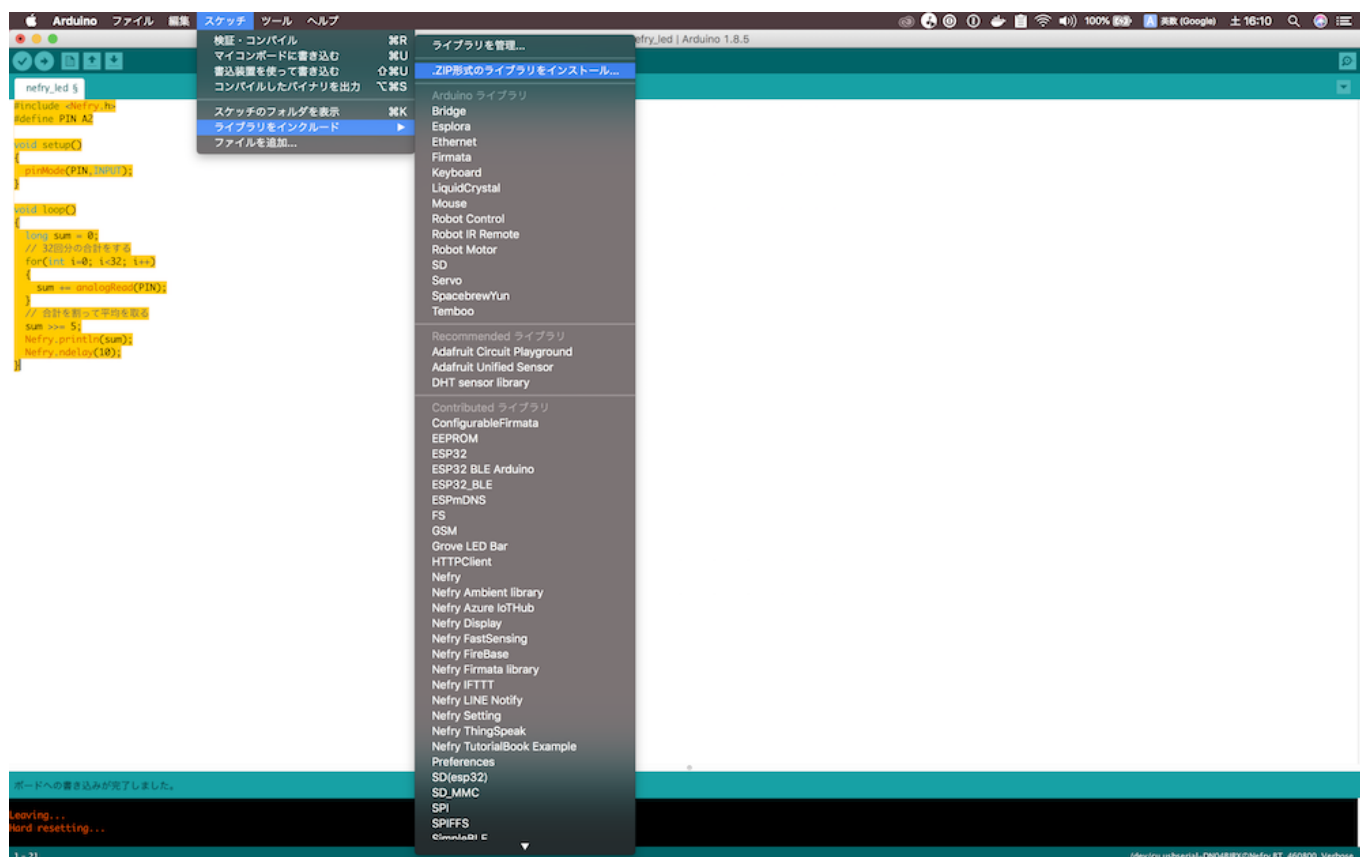 Arduino ファイル 編集 スケッチ ツール ヘルプ
100% A 英数 (Google) 土16:10
efry_led | Arduino 1.8.5
検証・コンパイル ⌘R
マイコンボードに書き込む ⌘U
書込装置を使って書き込む ⇧⌘U
コンパイルしたバイナリを出力 ⌥⌘S
スケッチのフォルダを表示 ⌘K
ライブラリをインクルード ▶
ファイルを追加...
ライブラリを管理...
.ZIP形式のライブラリをインストール...
Arduino ライブラリ
Bridge
Esplora
Ethernet
Firmata
Keyboard
LiquidCrystal
Mouse
Robot Control
Robot IR Remote
Robot Motor
SD
Servo
SpacebrewYun
Temboo
Recommended ライブラリ
Adafruit Circuit Playground
Adafruit Unified Sensor
DHT sensor library
Contributed ライブラリ
ConfigurableFirmata
EEPROM
ESP32
ESP32 BLE Arduino
ESP32_BLE
ESPmDNS
FS
GSM
Grove LED Bar
HTTPClient
Nefry
Nefry Ambient library
Nefry Azure IoTHub
Nefry Display
Nefry FastSensing
Nefry FireBase
Nefry Firmata library
Nefry IFTTT
Nefry LINE Notify
Nefry Setting
Nefry ThingSpeak
Nefry TutorialBook Example
Preferences
SD(esp32)
SD_MMC
SPI
SPIFFS
SimpleBLE
nefry_led §
#include <Nefry.h>
#define PIN A2
void setup()
{
pinMode(PIN,INPUT);
}
void loop()
{
long sum = 0;
// 32回分の合計をする
for(int i=0; i<32; i++)
{
sum += analogRead(PIN);
}
// 合計を割って平均を取る
sum >>= 5;
Nefry.println(sum);
Nefry.ndelay(10);
}
ボードへの書き込みが完了しました。
Leaving...
Hard resetting...
1 - 21